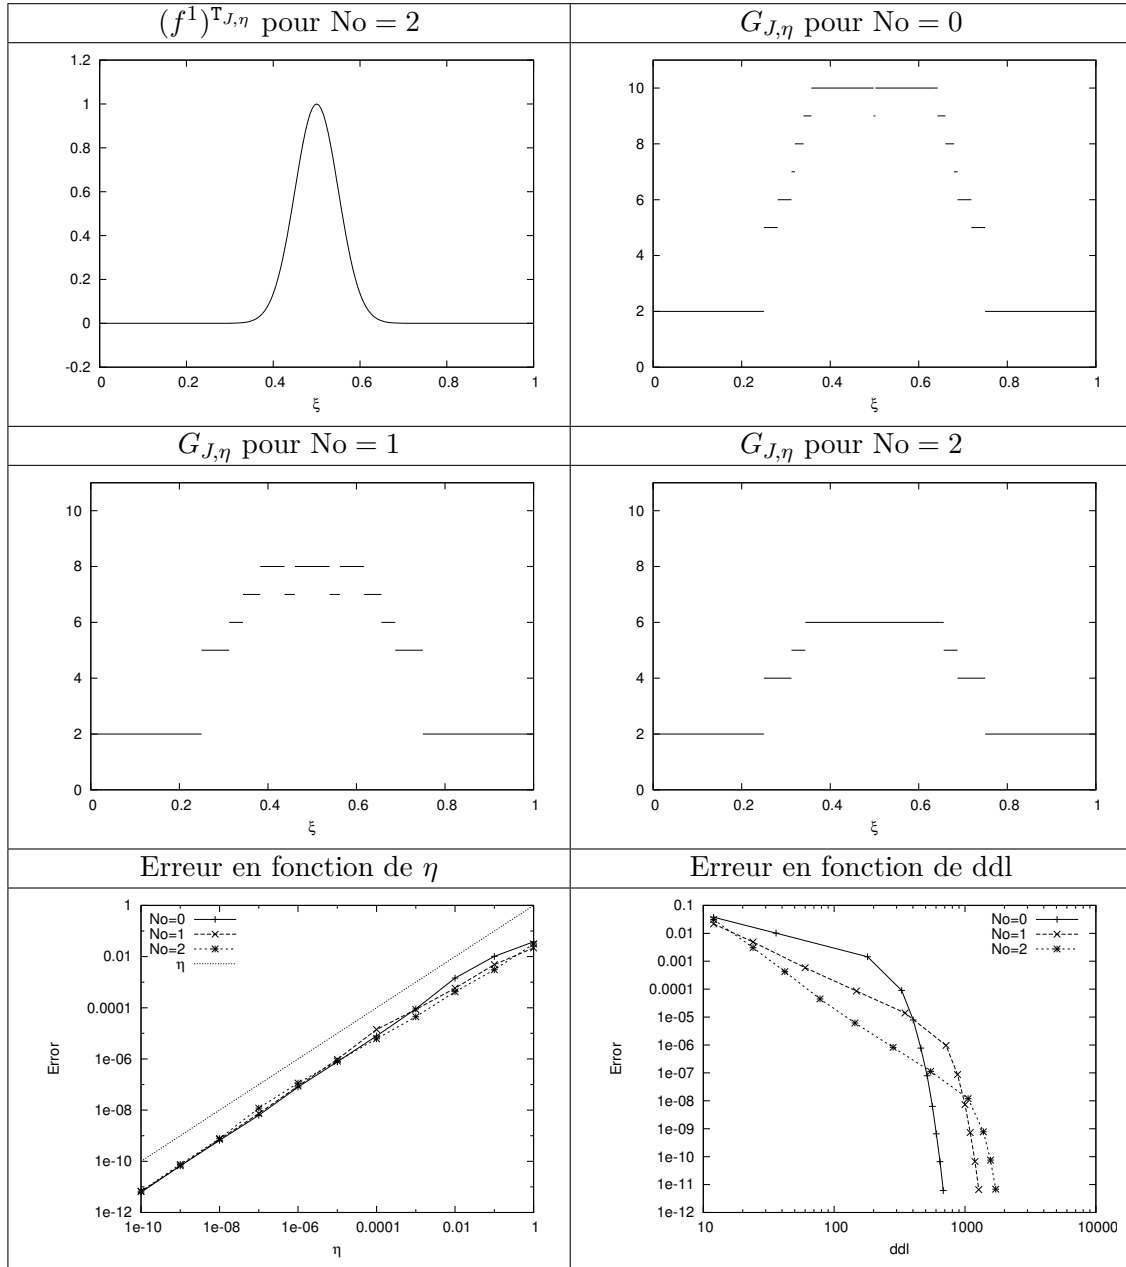 (f¹)^{T_{J,η}} pour No = 2
G_{J,η} pour No = 0
1.2
1
0.8
0.6
0.4
0.2
0
-0.2
0 0.2 0.4 0.6 0.8 1
ξ
10
8
6
4
2
0
0 0.2 0.4 0.6 0.8 1
ξ
G_{J,η} pour No = 1
G_{J,η} pour No = 2
10
8
6
4
2
0
0 0.2 0.4 0.6 0.8 1
ξ
10
8
6
4
2
0
0 0.2 0.4 0.6 0.8 1
ξ
Erreur en fonction de η
Erreur en fonction de ddl
No=0
No=1
No=2
η
1
0.01
0.0001
1e-06
1e-08
1e-10
1e-12
Error
1e-10 1e-08 1e-06 0.0001 0.01 1
η
No=0
No=1
No=2
0.1
0.01
0.001
0.0001
1e-05
1e-06
1e-07
1e-08
1e-09
1e-10
1e-11
1e-12
Error
10 100 1000 10000
ddl